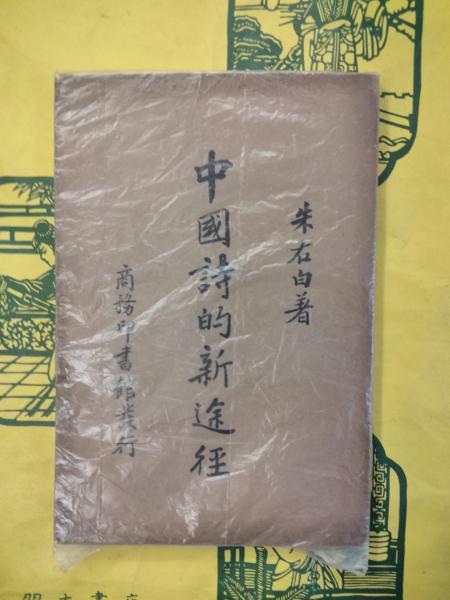 朱右白著
中國詩的新途徑
商務印書館發行